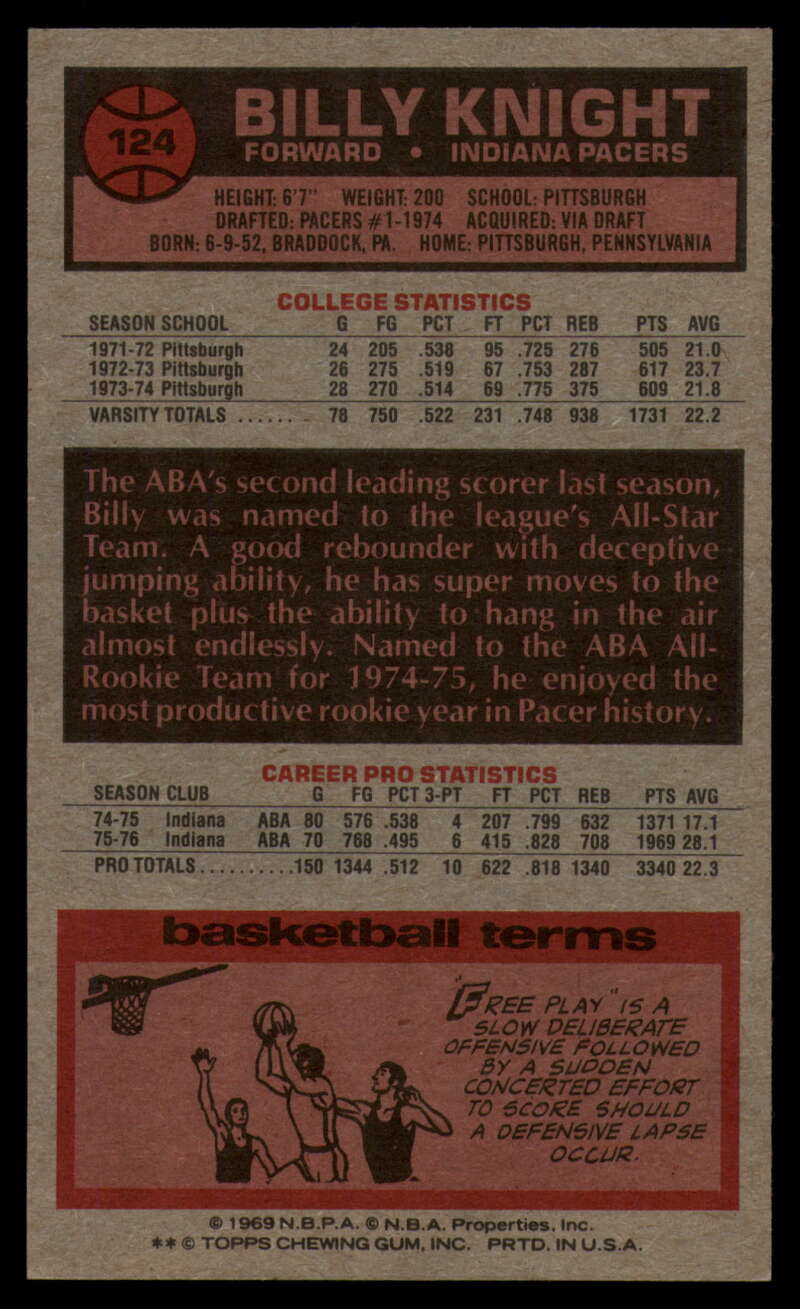 124
BILLY KNIGHT
FORWARD • INDIANA PACERS
HEIGHT: 6'7" WEIGHT: 200 SCHOOL: PITTSBURGH
DRAFTED: PACERS #1-1974 ACQUIRED: VIA DRAFT
BORN: 6-9-52, BRADDOCK, PA. HOME: PITTSBURGH, PENNSYLVANIA
COLLEGE STATISTICS
SEASON SCHOOL G FG PCT FT PCT REB PTS AVG
1971-72 Pittsburgh 24 205 .538 95 .725 276 505 21.0
1972-73 Pittsburgh 26 275 .519 67 .753 287 617 23.7
1973-74 Pittsburgh 28 270 .514 69 .775 375 609 21.8
VARSITY TOTALS ....... 78 750 .522 231 .748 938 1731 22.2
The ABA's second leading scorer last season,
Billy was named to the league's All-Star
Team. A good rebounder with deceptive
jumping ability, he has super moves to the
basket plus the ability to hang in the air
almost endlessly. Named to the ABA All-
Rookie Team for 1974-75, he enjoyed the
most productive rookie year in Pacer history.
CAREER PRO STATISTICS
SEASON CLUB G FG PCT 3-PT FT PCT REB PTS AVG
74-75 Indiana ABA 80 576 .538 4 207 .799 632 1371 17.1
75-76 Indiana ABA 70 768 .495 6 415 .828 708 1969 28.1
PRO TOTALS..........150 1344 .512 10 622 .818 1340 3340 22.3
basketball terms
"FREE PLAY" IS A
SLOW DELIBERATE
OFFENSIVE FOLLOWED
BY A SUDDEN
CONCERTED EFFORT
TO SCORE SHOULD
A DEFENSIVE LAPSE
OCCUR.
© 1969 N.B.P.A. © N.B.A. Properties, Inc.
** © TOPPS CHEWING GUM, INC. PRTD. IN U.S.A.